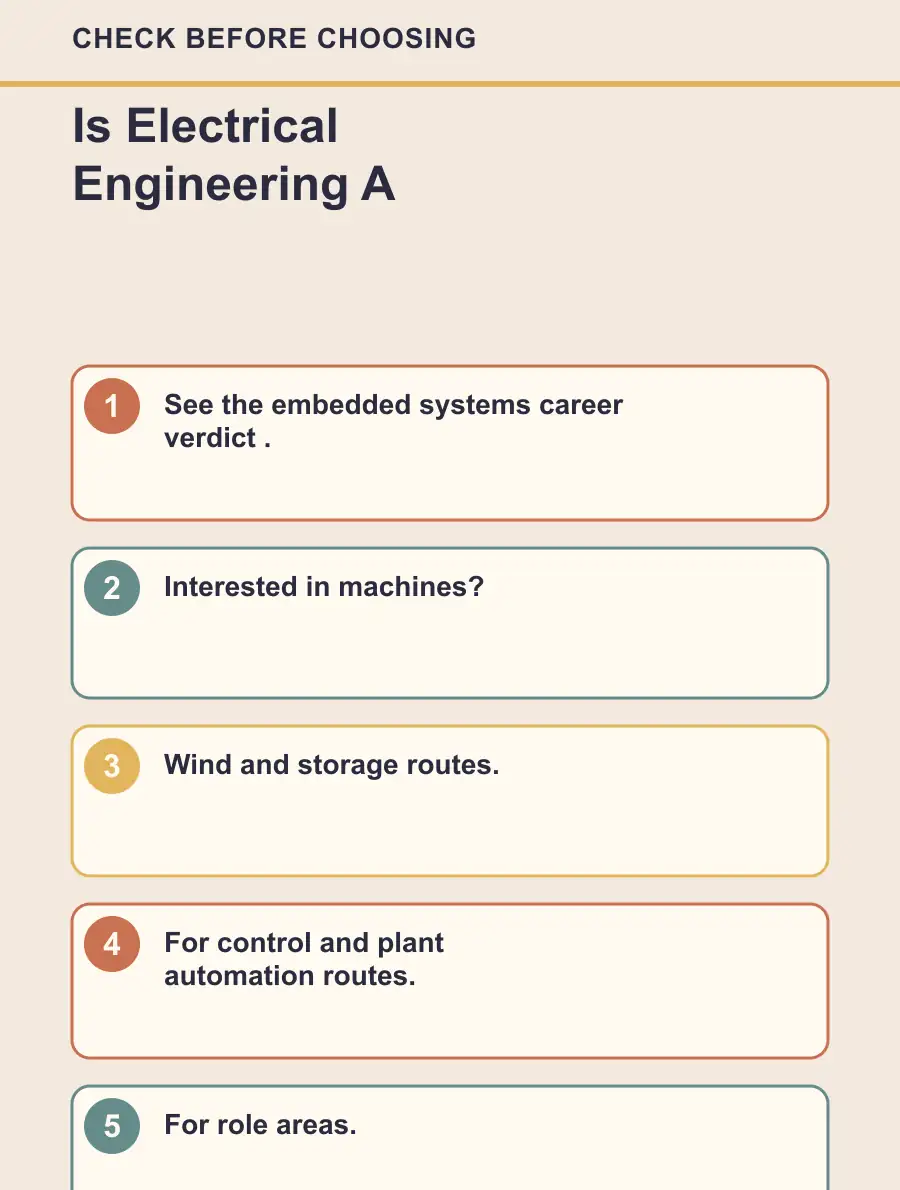 CHECK BEFORE CHOOSING
Is Electrical
Engineering A
1
See the embedded systems career
verdict .
2
Interested in machines?
3
Wind and storage routes.
4
For control and plant
automation routes.
5
For role areas.